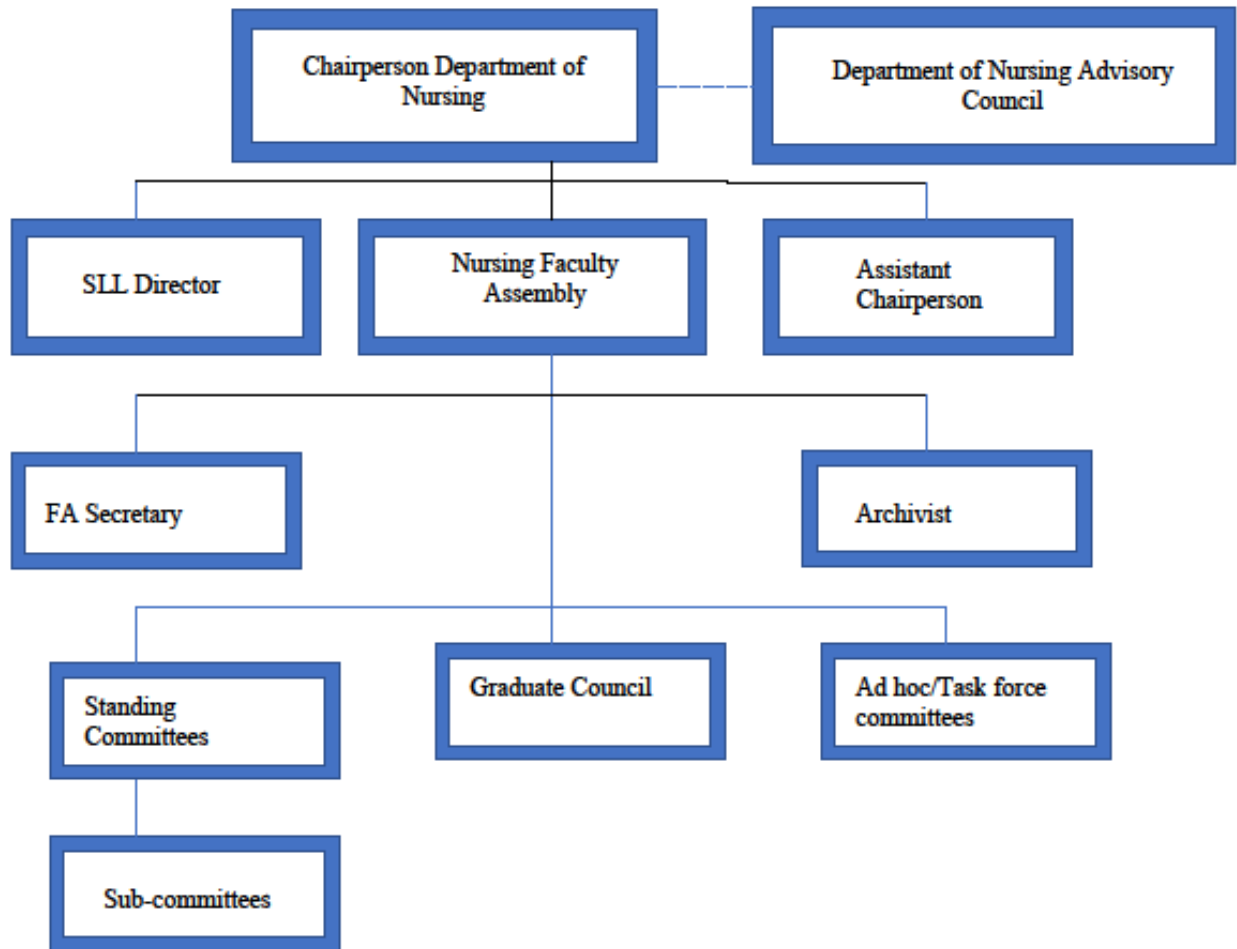 Chairperson Department of
Nursing
Department of Nursing Advisory
Council
SLL Director
Nursing Faculty
Assembly
Assistant
Chairperson
FA Secretary
Archivist
Standing
Committees
Graduate Council
Ad hoc/Task force
committees
Sub-committees